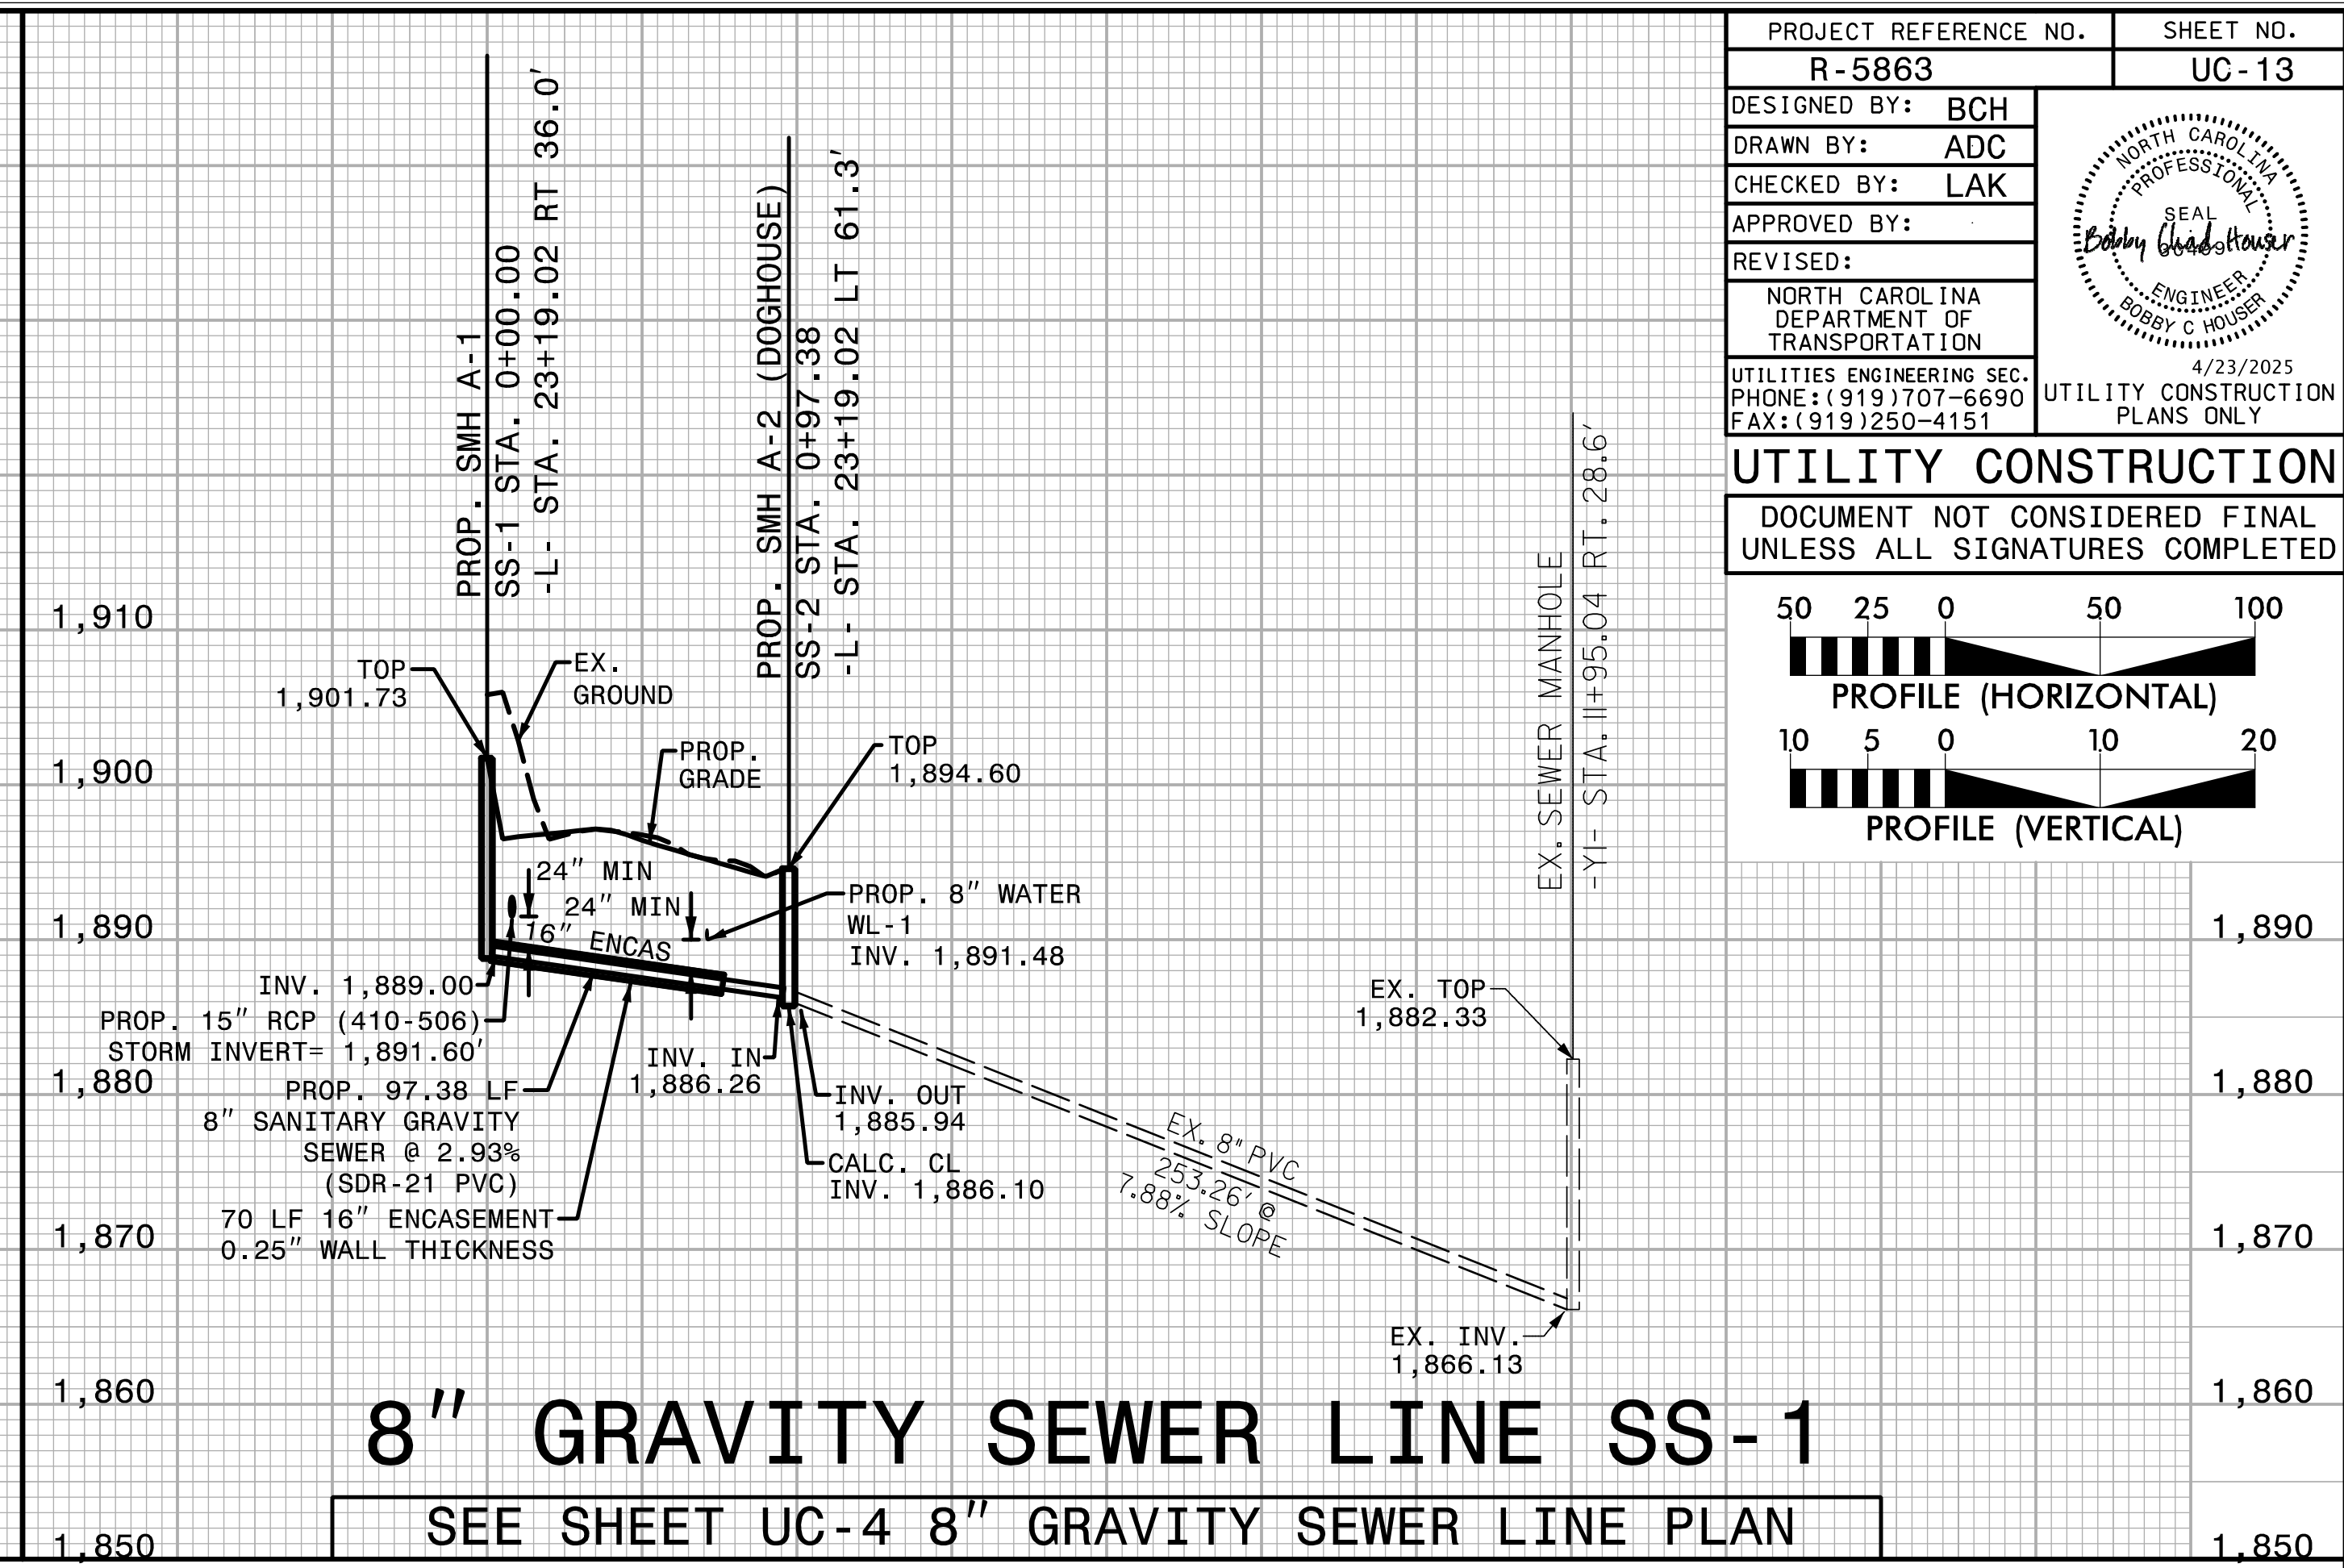 PROJECT REFERENCE NO.
SHEET NO.
R-5863
UC-13
DESIGNED BY: BCH
DRAWN BY: ADC
CHECKED BY: LAK
APPROVED BY:
REVISED:
NORTH CAROLINA
DEPARTMENT OF
TRANSPORTATION
UTILITIES ENGINEERING SEC.
PHONE:(919)707-6690
FAX:(919)250-4151
NORTH CAROLINA
PROFESSIONAL
SEAL
Bobby Chad Houser
ENGINEER
BOBBY C HOUSER
4/23/2025
UTILITY CONSTRUCTION
PLANS ONLY
UTILITY CONSTRUCTION
DOCUMENT NOT CONSIDERED FINAL
UNLESS ALL SIGNATURES COMPLETED
50 25 0 50 100
PROFILE (HORIZONTAL)
10 5 0 10 20
PROFILE (VERTICAL)
PROP. SMH A-1
SS-1 STA. 0+00.00
-L- STA. 23+19.02 RT 36.0'
PROP. SMH A-2 (DOGHOUSE)
SS-2 STA. 0+97.38
-L- STA. 23+19.02 LT 61.3'
EX. SEWER MANHOLE
-Y1- STA. 11+95.04 RT. 28.6'
1,910
1,900
1,890
1,880
1,870
1,860
1,850
TOP
1,901.73
EX.
GROUND
PROP.
GRADE
TOP
1,894.60
24" MIN
24" MIN
16" ENCAS
PROP. 8" WATER
WL-1
INV. 1,891.48
INV. 1,889.00
PROP. 15" RCP (410-506)
STORM INVERT= 1,891.60'
PROP. 97.38 LF
8" SANITARY GRAVITY
SEWER @ 2.93%
(SDR-21 PVC)
70 LF 16" ENCASEMENT
0.25" WALL THICKNESS
INV. IN
1,886.26
INV. OUT
1,885.94
CALC. CL
INV. 1,886.10
EX. 8" PVC
253.26' @
7.88% SLOPE
EX. TOP
1,882.33
EX. INV.
1,866.13
1,890
1,880
1,870
1,860
1,850
8" GRAVITY SEWER LINE SS-1
SEE SHEET UC-4 8" GRAVITY SEWER LINE PLAN